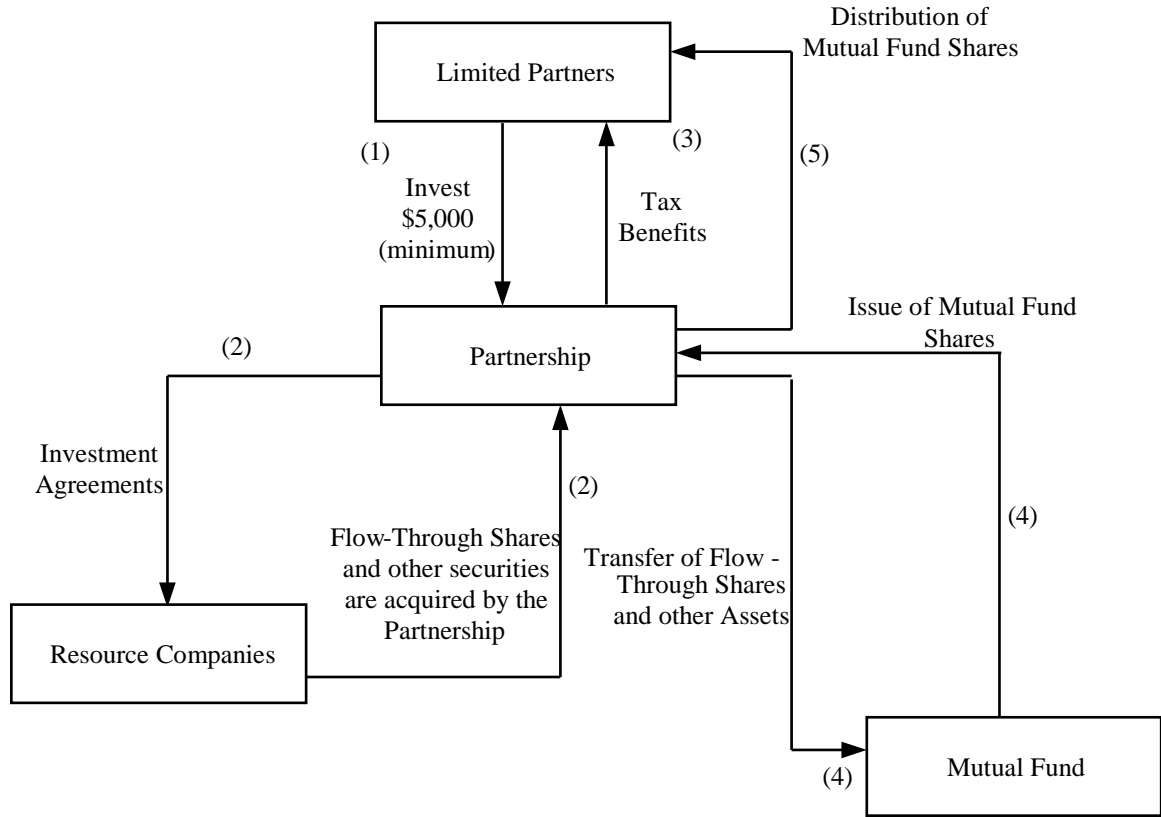 Distribution of
Mutual Fund Shares
Limited Partners
(1)
(3)
(5)
Invest
$5,000
(minimum)
Tax
Benefits
Issue of Mutual Fund
Shares
(2)
Partnership
Investment
Agreements
(2)
(4)
Flow-Through Shares
and other securities
are acquired by the
Partnership
Transfer of Flow -
Through Shares
and other Assets
Resource Companies
(4)
Mutual Fund